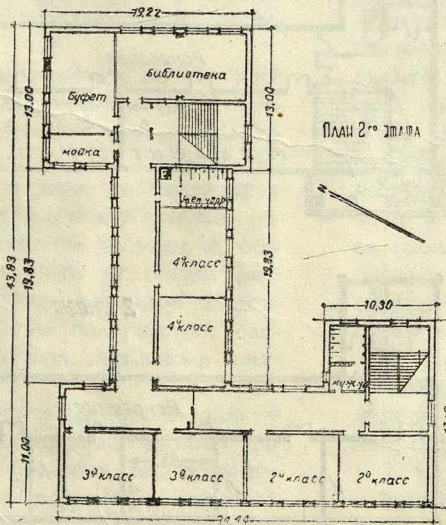 19,22
Библиотека
Буфет
13,00
13,00
мойка
ПЛАН 2го ЭТАЖА
4й класс
43,83
19,83
19,83
4й класс
10,30
11,00
3й класс
3й класс
2й класс
2й класс